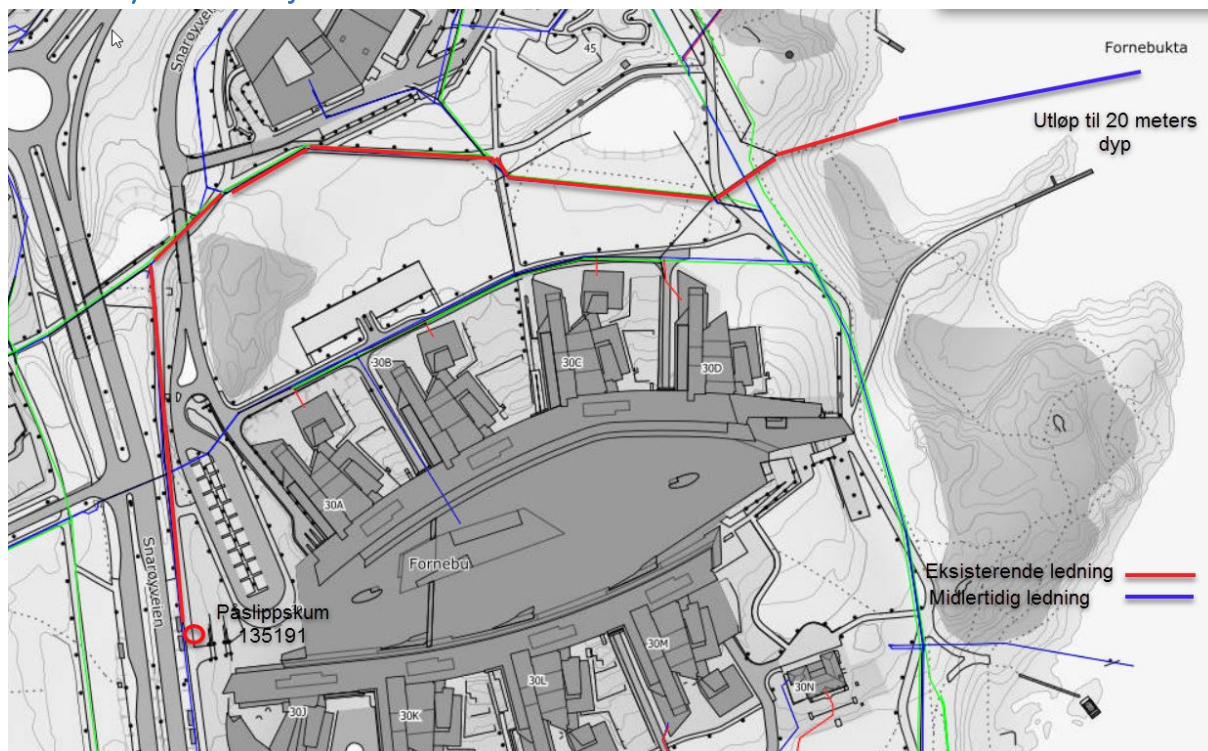 Snarøyveien
45
Fornebukta
Utløp til 20 meters
dyp
30B
30C
30D
30A
Fornebu
Snarøyveien
Påslippskum
135191
Eksisterende ledning
Midlertidig ledning
30M
30L
30N
30J
30K